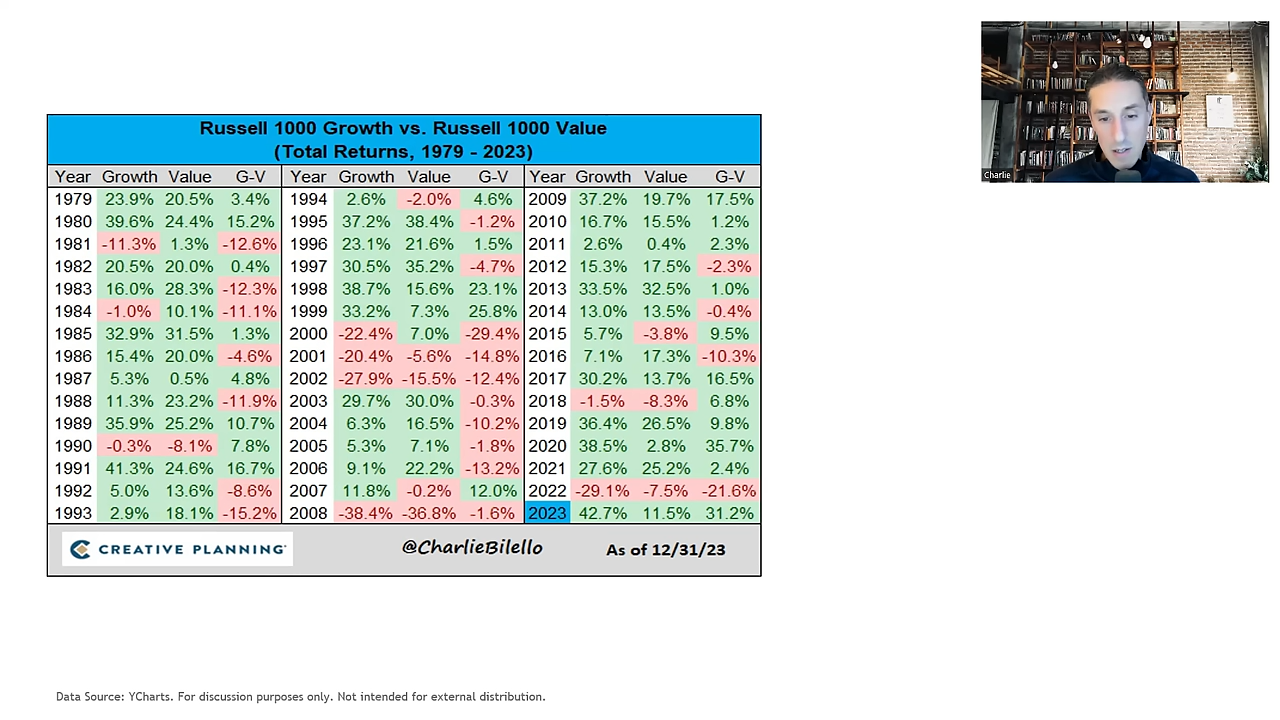 Charlie
Russell 1000 Growth vs. Russell 1000 Value
(Total Returns, 1979 - 2023)
Year Growth Value G-V Year Growth Value G-V Year Growth Value G-V
1979 23.9% 20.5% 3.4% 1994 2.6% -2.0% 4.6% 2009 37.2% 19.7% 17.5%
1980 39.6% 24.4% 15.2% 1995 37.2% 38.4% -1.2% 2010 16.7% 15.5% 1.2%
1981 -11.3% 1.3% -12.6% 1996 23.1% 21.6% 1.5% 2011 2.6% 0.4% 2.3%
1982 20.5% 20.0% 0.4% 1997 30.5% 35.2% -4.7% 2012 15.3% 17.5% -2.3%
1983 16.0% 28.3% -12.3% 1998 38.7% 15.6% 23.1% 2013 33.5% 32.5% 1.0%
1984 -1.0% 10.1% -11.1% 1999 33.2% 7.3% 25.8% 2014 13.0% 13.5% -0.4%
1985 32.9% 31.5% 1.3% 2000 -22.4% 7.0% -29.4% 2015 5.7% -3.8% 9.5%
1986 15.4% 20.0% -4.6% 2001 -20.4% -5.6% -14.8% 2016 7.1% 17.3% -10.3%
1987 5.3% 0.5% 4.8% 2002 -27.9% -15.5% -12.4% 2017 30.2% 13.7% 16.5%
1988 11.3% 23.2% -11.9% 2003 29.7% 30.0% -0.3% 2018 -1.5% -8.3% 6.8%
1989 35.9% 25.2% 10.7% 2004 6.3% 16.5% -10.2% 2019 36.4% 26.5% 9.8%
1990 -0.3% -8.1% 7.8% 2005 5.3% 7.1% -1.8% 2020 38.5% 2.8% 35.7%
1991 41.3% 24.6% 16.7% 2006 9.1% 22.2% -13.2% 2021 27.6% 25.2% 2.4%
1992 5.0% 13.6% -8.6% 2007 11.8% -0.2% 12.0% 2022 -29.1% -7.5% -21.6%
1993 2.9% 18.1% -15.2% 2008 -38.4% -36.8% -1.6% 2023 42.7% 11.5% 31.2%
CREATIVE PLANNING @CharlieBilello As of 12/31/23
Data Source: YCharts. For discussion purposes only. Not intended for external distribution.